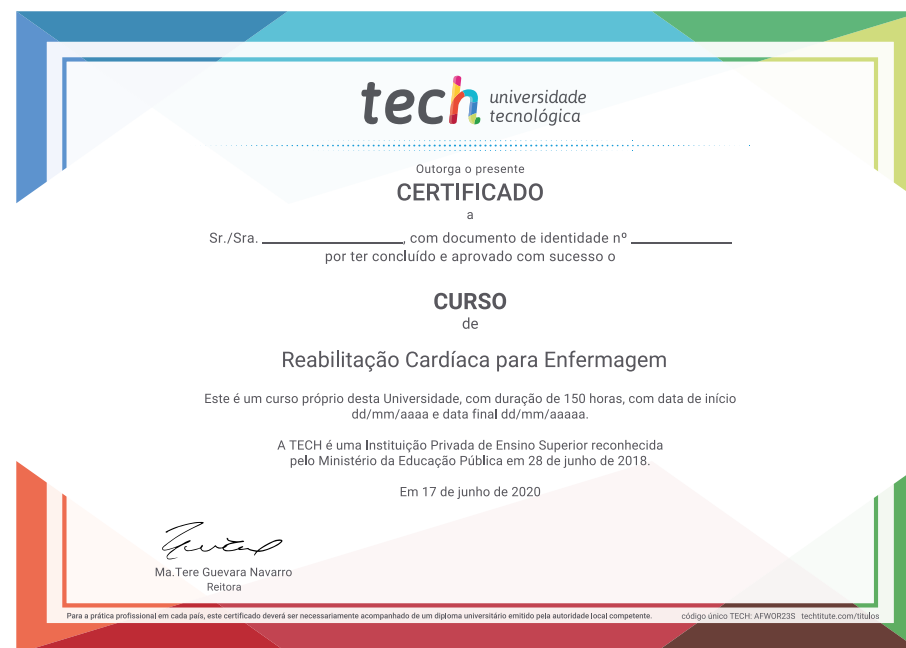 tech universidade
tecnológica
Outorga o presente
CERTIFICADO
a
Sr./Sra. ________________, com documento de identidade nº ____________
por ter concluído e aprovado com sucesso o
CURSO
de
Reabilitação Cardíaca para Enfermagem
Este é um curso próprio desta Universidade, com duração de 150 horas, com data de início
dd/mm/aaaa e data final dd/mm/aaaaa.
A TECH é uma Instituição Privada de Ensino Superior reconhecida
pelo Ministério da Educação Pública em 28 de junho de 2018.
Em 17 de junho de 2020
Ma.Tere Guevara Navarro
Reitora
Para a prática profissional em cada país, este certificado deverá ser necessariamente acompanhado de um diploma universitário emitido pela autoridade local competente. código único TECH: AFWOR23S techtitute.com/titulos